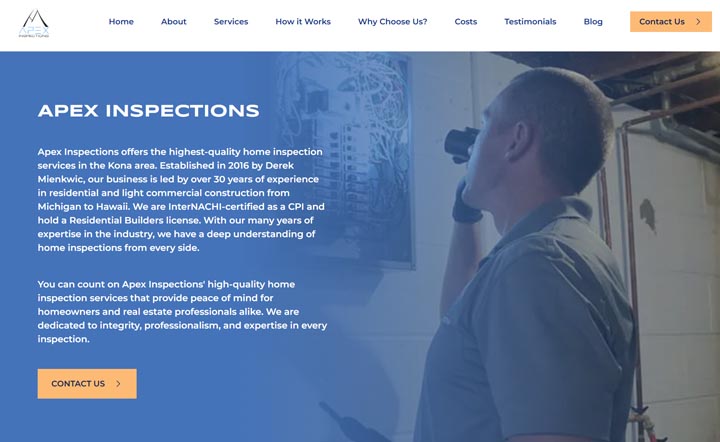 APEX
INSPECTIONS
Home About Services How it Works Why Choose Us? Costs Testimonials Blog Contact Us
APEX INSPECTIONS
Apex Inspections offers the highest-quality home inspection
services in the Kona area. Established in 2016 by Derek
Mienkwic, our business is led by over 30 years of experience
in residential and light commercial construction from
Michigan to Hawaii. We are InterNACHI-certified as a CPI and
hold a Residential Builders license. With our many years of
expertise in the industry, we have a deep understanding of
home inspections from every side.
You can count on Apex Inspections' high-quality home
inspection services that provide peace of mind for
homeowners and real estate professionals alike. We are
dedicated to integrity, professionalism, and expertise in every
inspection.
CONTACT US